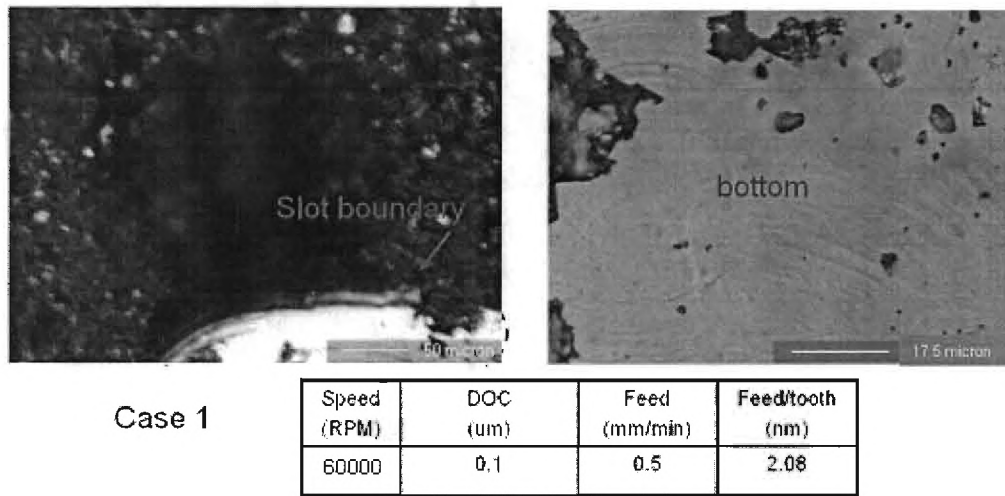 Slot boundary
50 micron
bottom
17.5 micron
Case 1
Speed (RPM) DOC (um) Feed (mm/min) Feed/tooth (nm)
60000 0.1 0.5 2.08